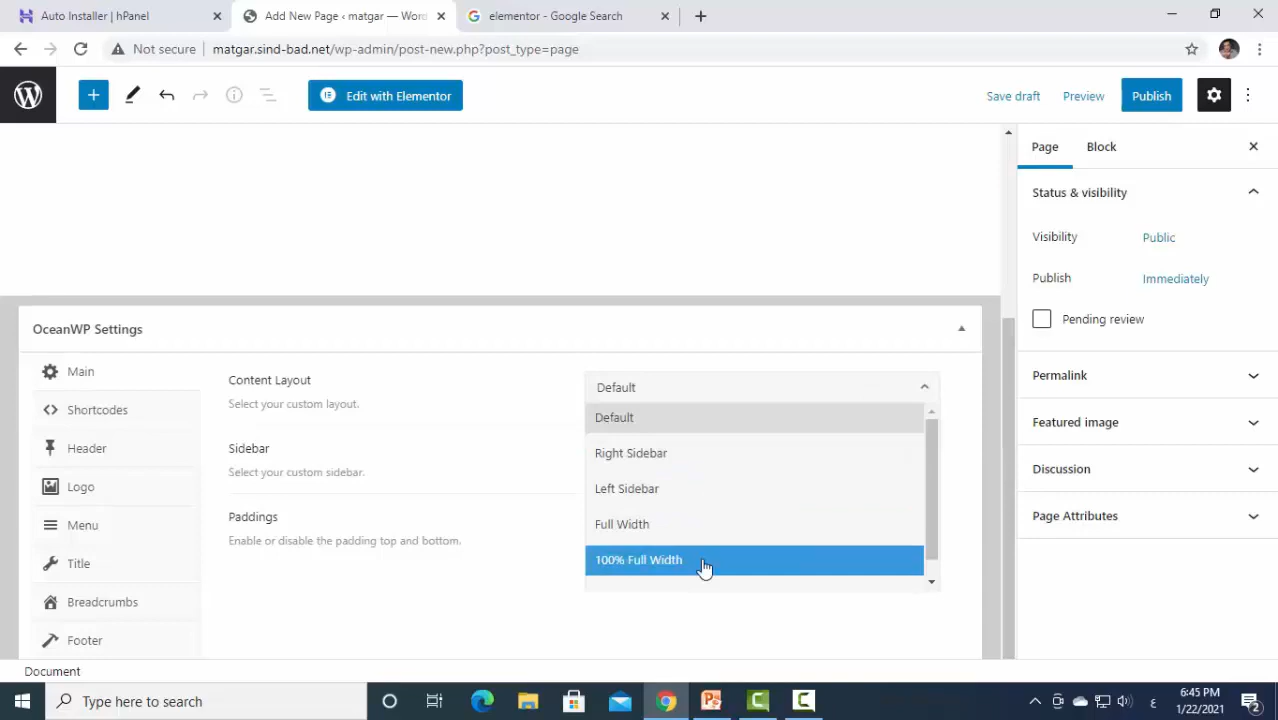 Auto Installer | hPanel
Add New Page ‹ matgar — Wor
elementor - Google Search
Not secure
matgar.sind-bad.net/wp-admin/post-new.php?post_type=page
Edit with Elementor
Save draft
Preview
Publish
Page
Block
Status & visibility
Visibility
Public
Publish
Immediately
Pending review
Permalink
Featured image
Discussion
Page Attributes
OceanWP Settings
Main
Shortcodes
Header
Logo
Menu
Title
Breadcrumbs
Footer
Content Layout
Select your custom layout.
Sidebar
Select your custom sidebar.
Paddings
Enable or disable the padding top and bottom.
Default
Default
Right Sidebar
Left Sidebar
Full Width
100% Full Width
Document
Type here to search
ع
6:45 PM
1/22/2021
2